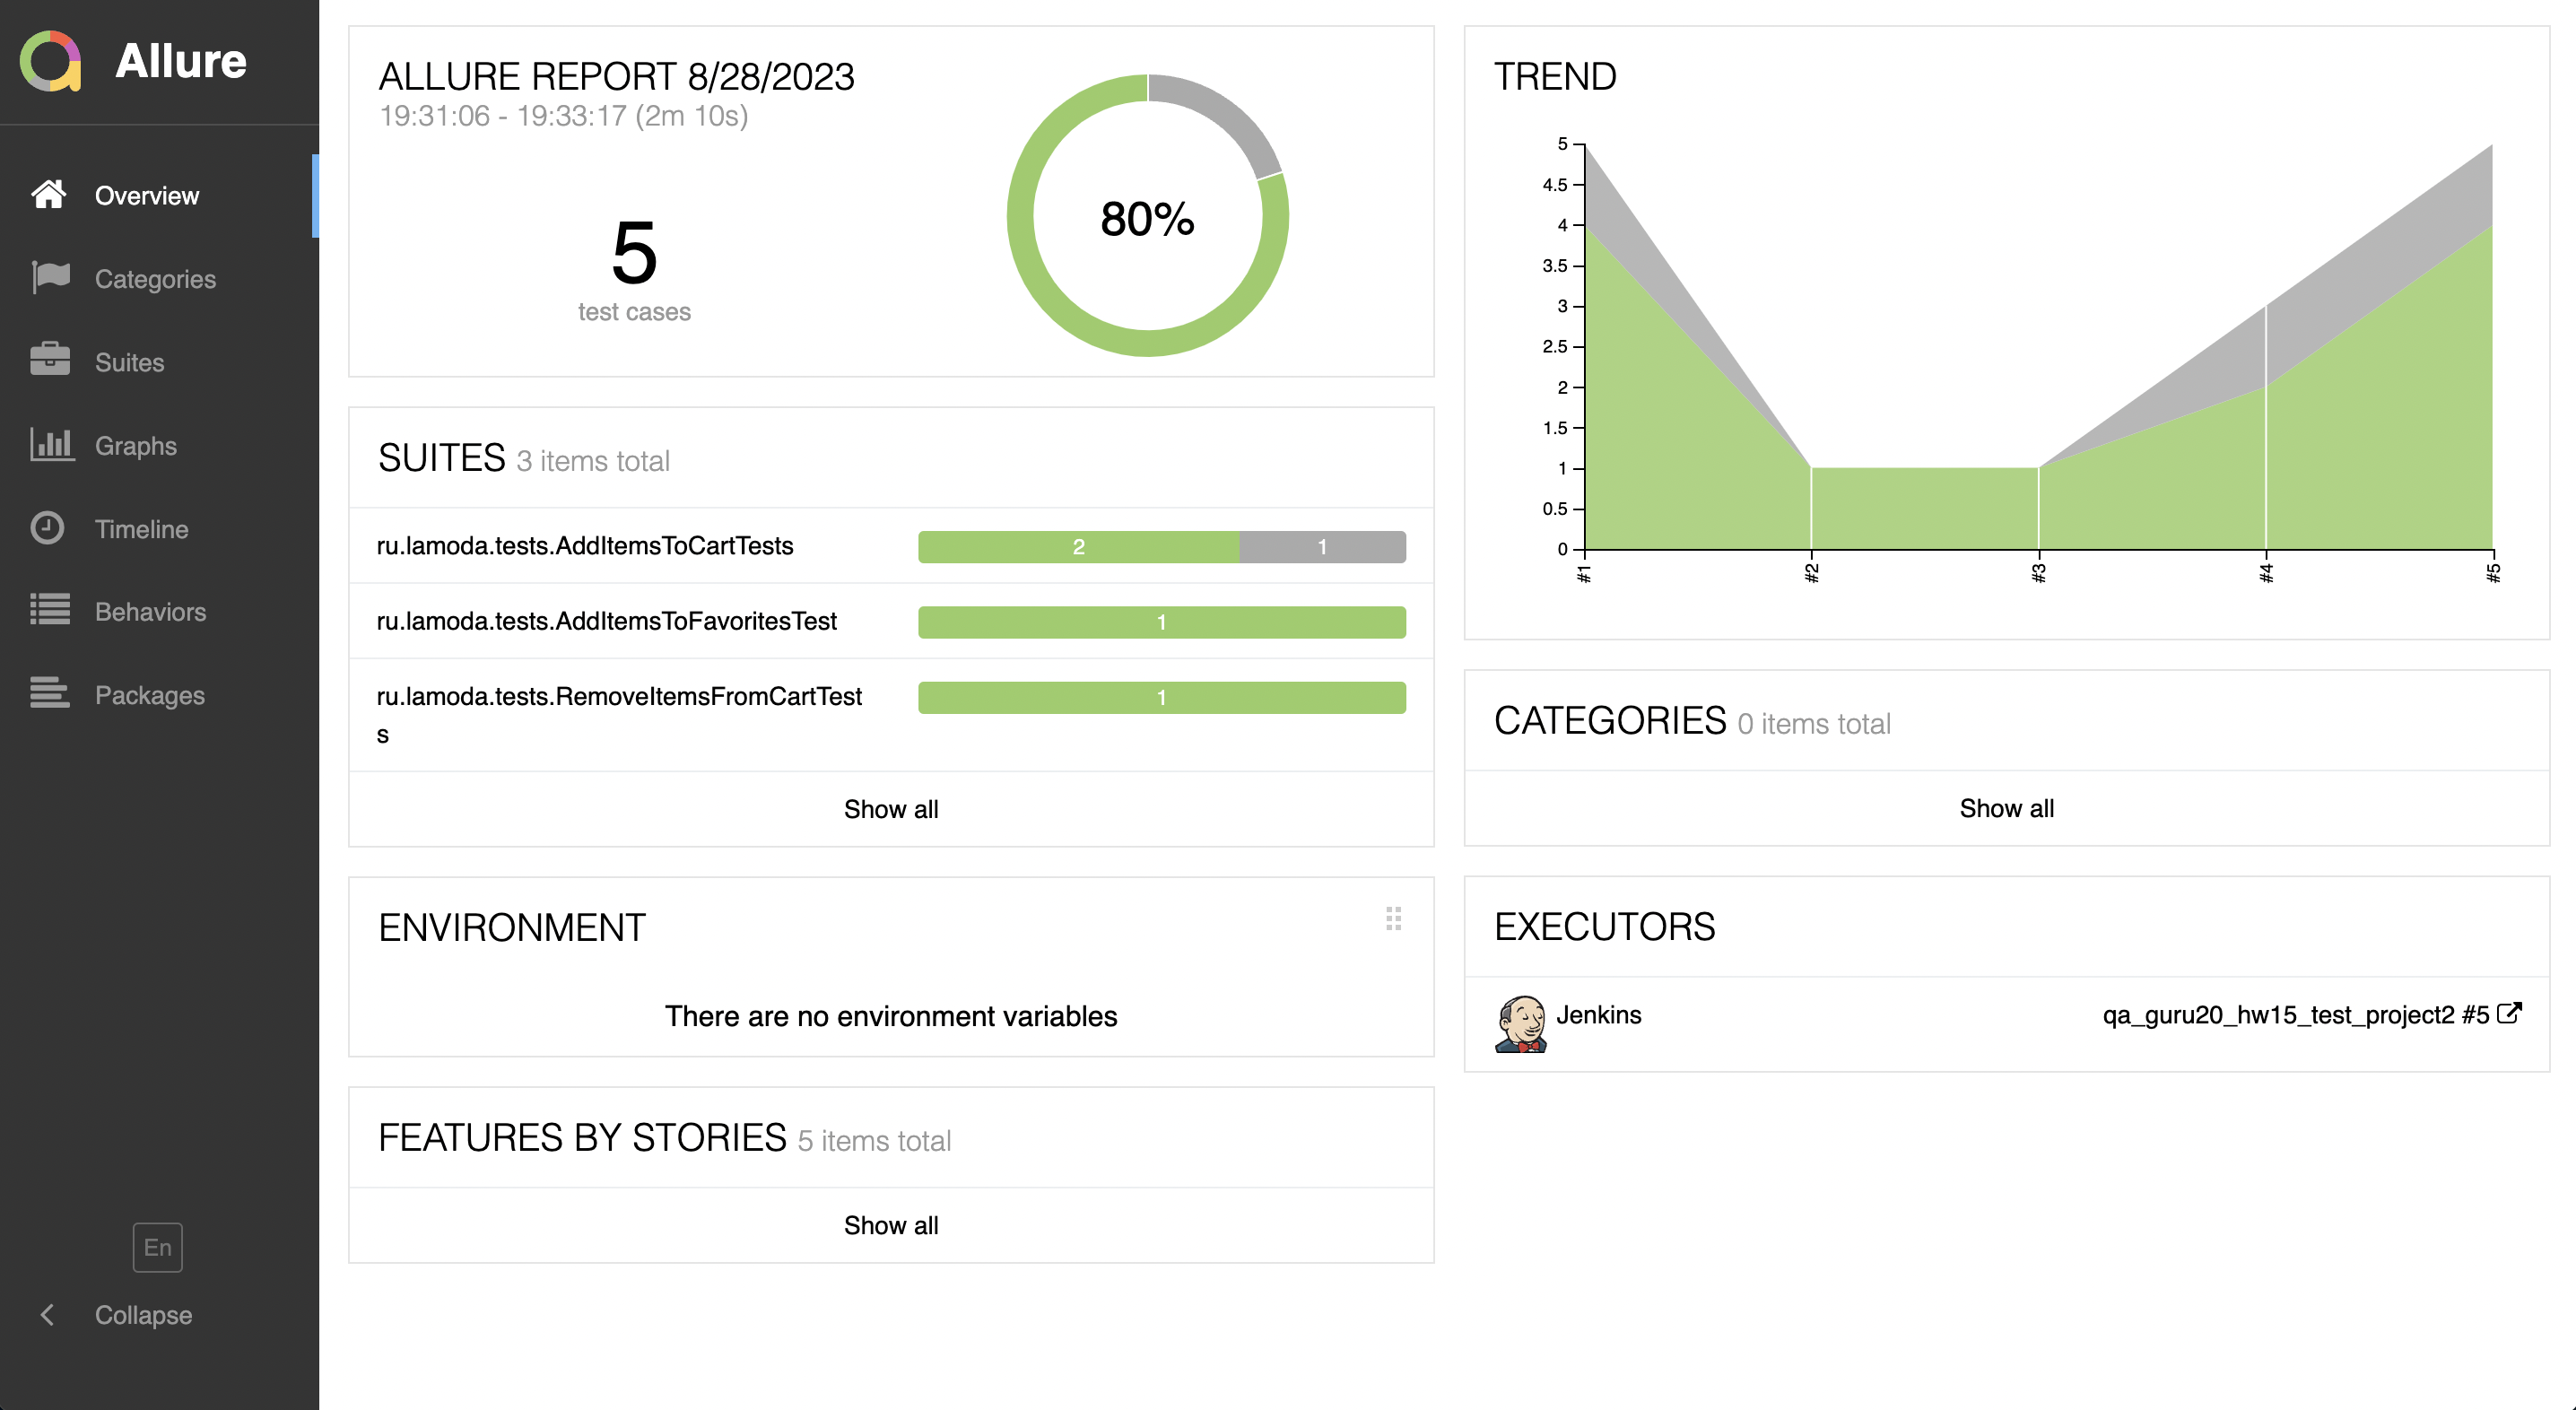 Allure
Overview
Categories
Suites
Graphs
Timeline
Behaviors
Packages
En
Collapse
ALLURE REPORT 8/28/2023
19:31:06 - 19:33:17 (2m 10s)
5
test cases
80%
SUITES 3 items total
ru.lamoda.tests.AddItemsToCartTests
2
1
ru.lamoda.tests.AddItemsToFavoritesTest
1
ru.lamoda.tests.RemoveItemsFromCartTest
s
1
Show all
ENVIRONMENT
There are no environment variables
FEATURES BY STORIES 5 items total
Show all
TREND
5
4.5
4
3.5
3
2.5
2
1.5
1
0.5
0
#1
#2
#3
#4
#5
CATEGORIES 0 items total
Show all
EXECUTORS
Jenkins
qa_guru20_hw15_test_project2 #5